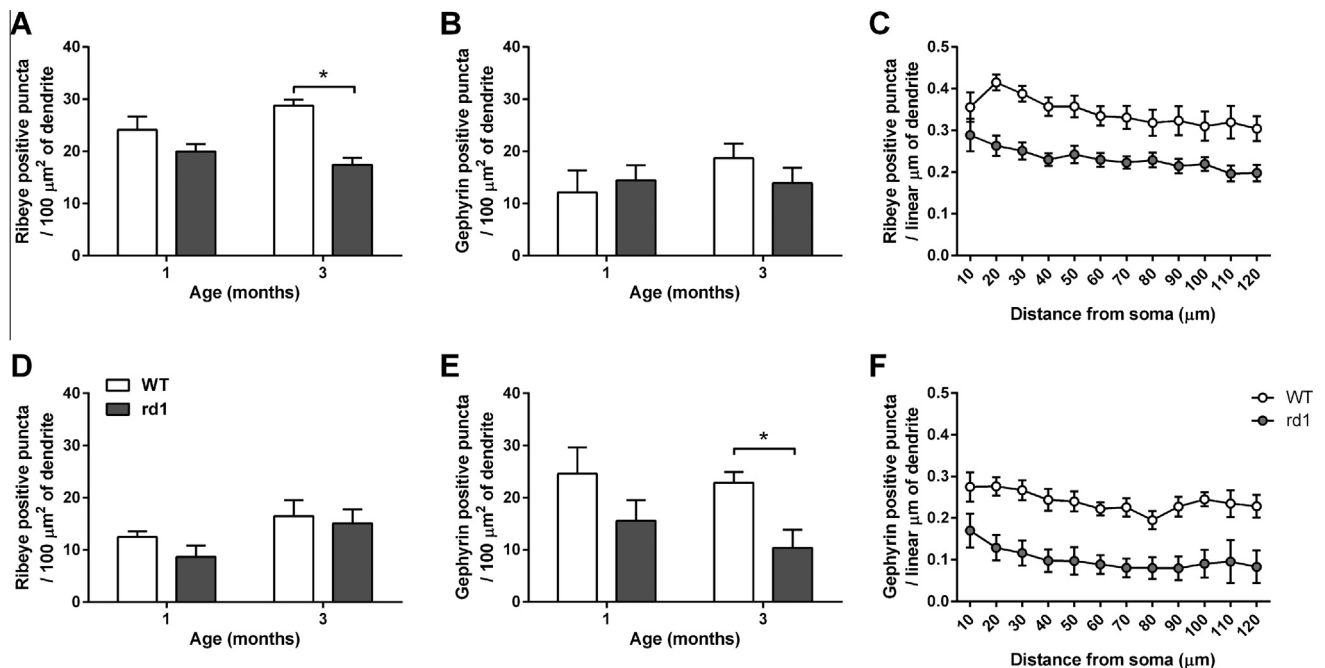 A
Ribeye positive puncta
/ 100 μm² of dendrite
40
30
20
10
0
*
1
3
Age (months)
B
Gephyrin positive puncta
/ 100 μm² of dendrite
40
30
20
10
0
1
3
Age (months)
C
Ribeye positive puncta
/ linear μm of dendrite
0.5
0.4
0.3
0.2
0.1
0.0
10
20
30
40
50
60
70
80
90
100
110
120
Distance from soma (μm)
D
Ribeye positive puncta
/ 100 μm² of dendrite
40
30
20
10
0
WT
rd1
1
3
Age (months)
E
Gephyrin positive puncta
/ 100 μm² of dendrite
40
30
20
10
0
*
1
3
Age (months)
F
Gephyrin positive puncta
/ linear μm of dendrite
0.5
0.4
0.3
0.2
0.1
0.0
WT
rd1
10
20
30
40
50
60
70
80
90
100
110
120
Distance from soma (μm)